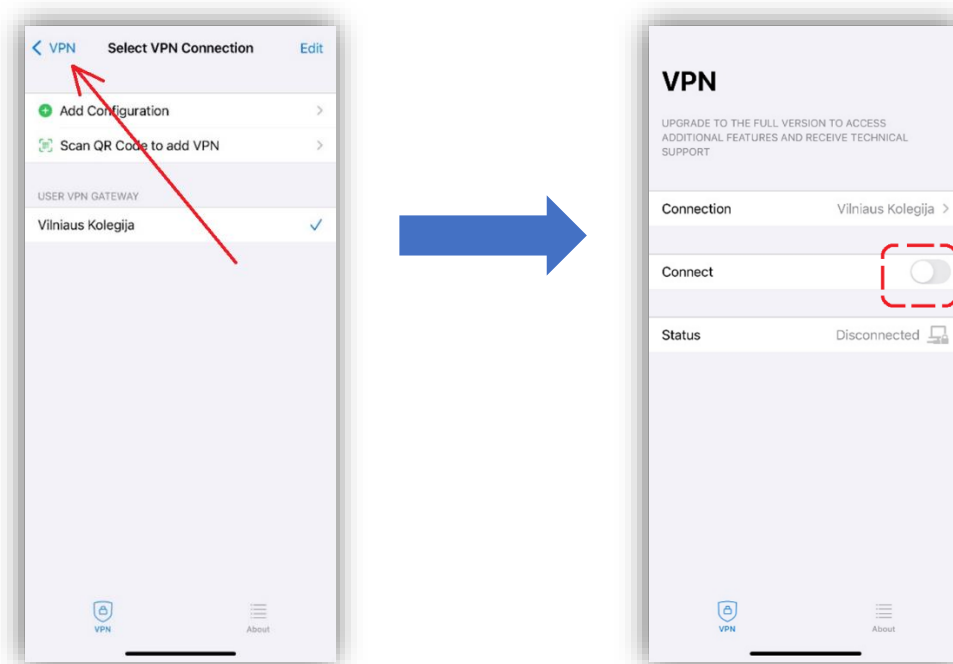 VPN Select VPN Connection Edit
Add Configuration
Scan QR Code to add VPN
USER VPN GATEWAY
Vilniaus Kolegija
VPN About
VPN
UPGRADE TO THE FULL VERSION TO ACCESS
ADDITIONAL FEATURES AND RECEIVE TECHNICAL
SUPPORT
Connection Vilniaus Kolegija
Connect
Status Disconnected
VPN About